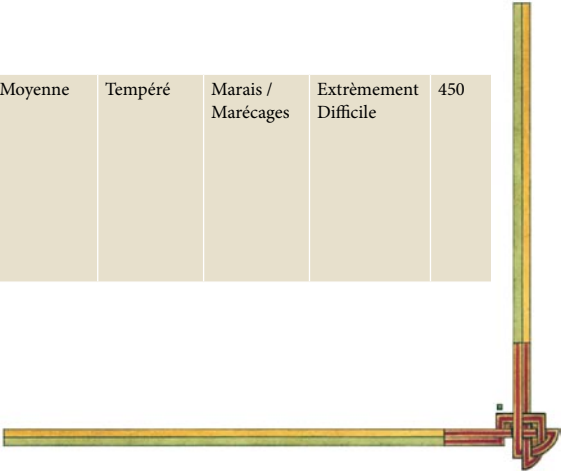 Moyenne
Tempéré
Marais /
Marécages
Extrèmement
Difficile
450